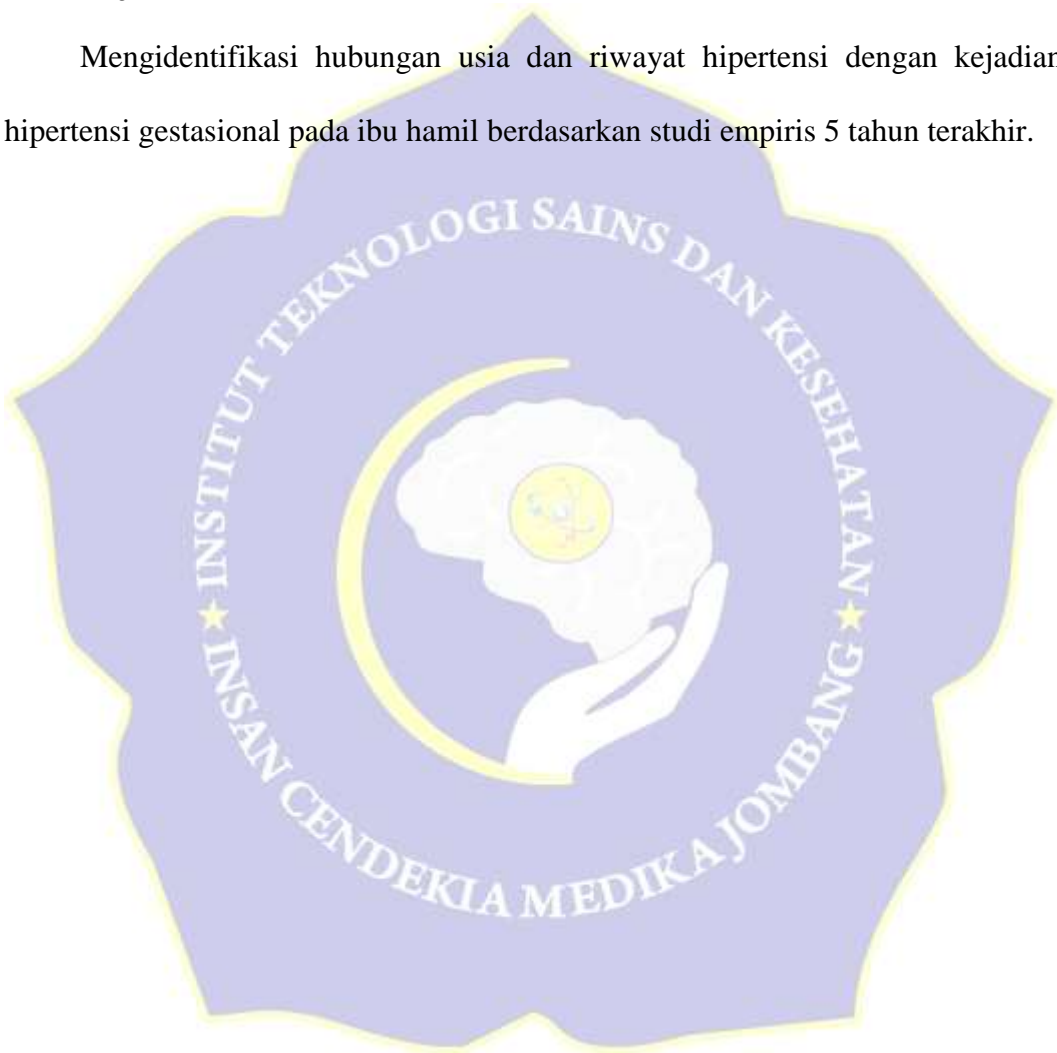 Mengidentifikasi hubungan usia dan riwayat hipertensi dengan kejadian
hipertensi gestasional pada ibu hamil berdasarkan studi empiris 5 tahun terakhir.
INSTITUT TEKNOLOGI SAINS DAN KESEHATAN
INSAN CENDEKIA MEDIKA JOMBANG